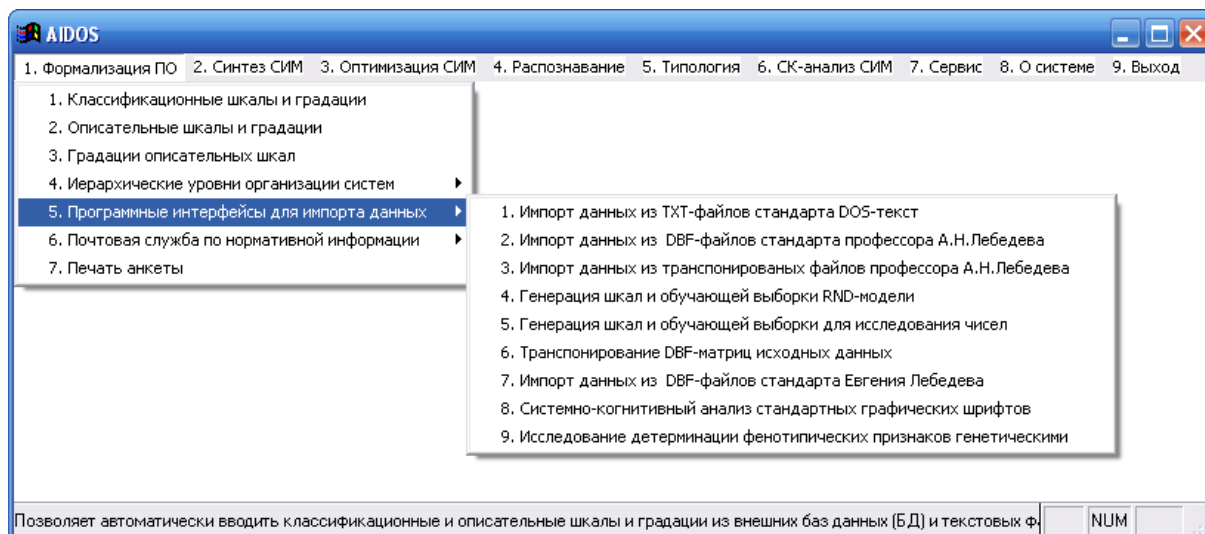 AIDOS
1. Формализация ПО 2. Синтез СИМ 3. Оптимизация СИМ 4. Распознавание 5. Типология 6. СК-анализ СИМ 7. Сервис 8. О системе 9. Выход
1. Классификационные шкалы и градации
2. Описательные шкалы и градации
3. Градации описательных шкал
4. Иерархические уровни организации систем
5. Программные интерфейсы для импорта данных
6. Почтовая служба по нормативной информации
7. Печать анкеты
1. Импорт данных из TXT-файлов стандарта DOS-текст
2. Импорт данных из DBF-файлов стандарта профессора А.Н.Лебедева
3. Импорт данных из транспонированых файлов профессора А.Н.Лебедева
4. Генерация шкал и обучающей выборки RND-модели
5. Генерация шкал и обучающей выборки для исследования чисел
6. Транспонирование DBF-матриц исходных данных
7. Импорт данных из DBF-файлов стандарта Евгения Лебедева
8. Системно-когнитивный анализ стандартных графических шрифтов
9. Исследование детерминации фенотипических признаков генетическими
Позволяет автоматически вводить классификационные и описательные шкалы и градации из внешних баз данных (БД) и текстовых NUM